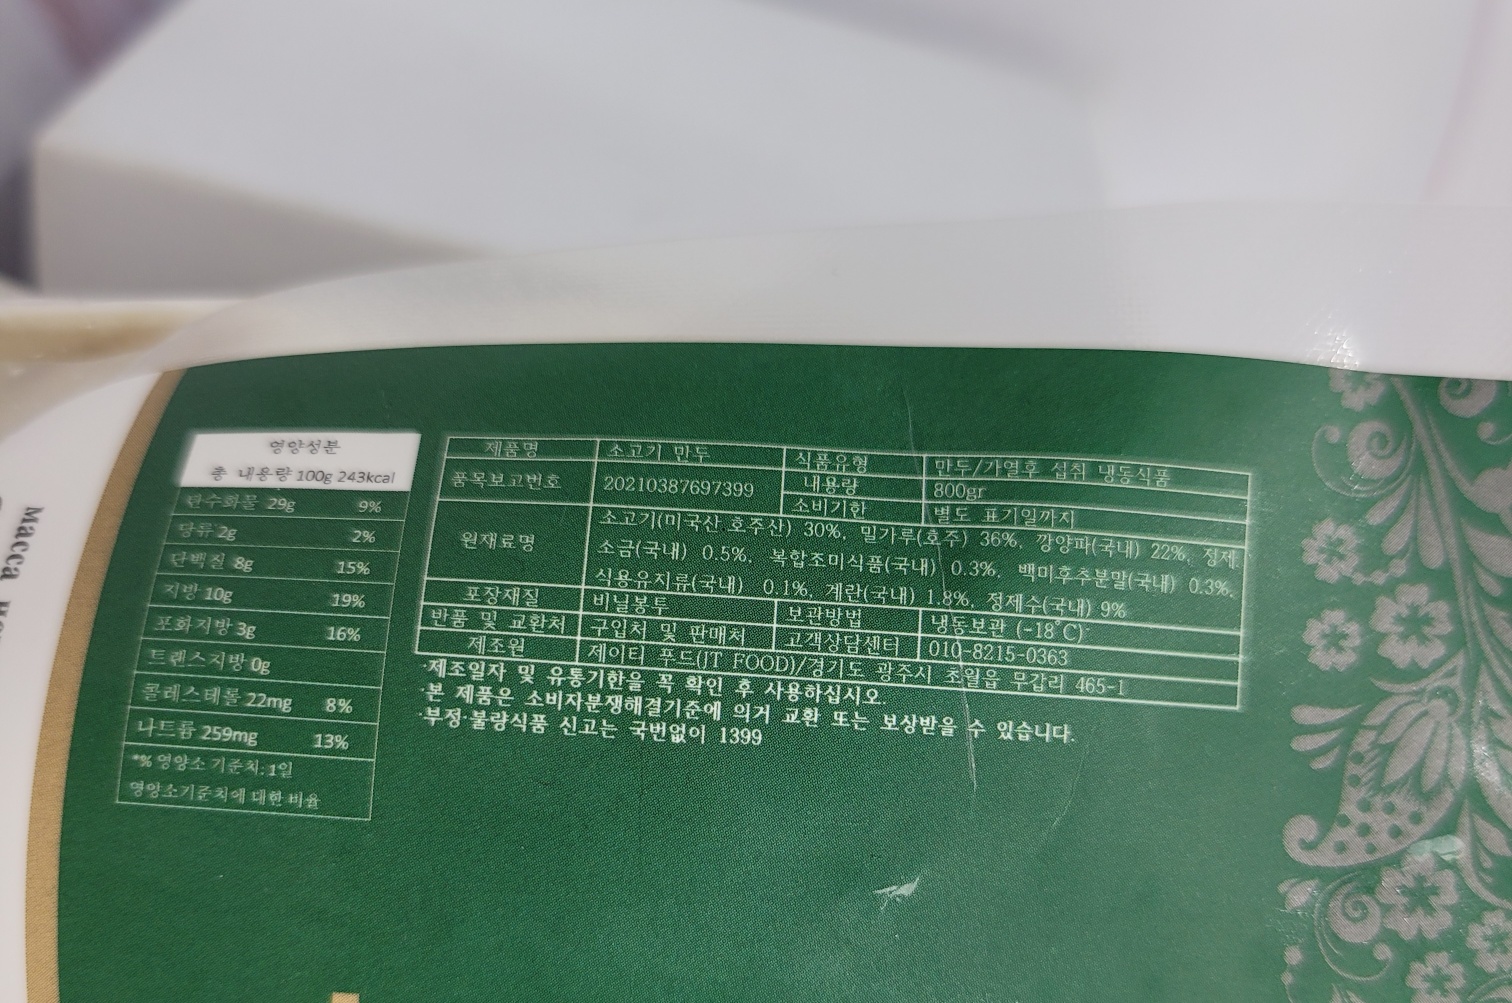 Macca
영양성분
총 내용량 100g 243kcal
탄수화물 29g 9%
당류 2g 2%
단백질 8g 15%
지방 10g 19%
포화지방 3g 16%
트랜스지방 0g
콜레스테롤 22mg 8%
나트륨 259mg 13%
*% 영양소 기준치: 1일
영양소기준치에 대한 비율
제품명 소고기 만두 식품유형 만두/가열후 섭취 냉동식품
품목보고번호 20210387697399 내용량 800gr
소비기한 별도 표기일까지
원재료명 소고기(미국산.호주산) 30%, 밀가루(호주) 36%, 깡양파(국내) 22%, 정제
소금(국내) 0.5%, 복합조미식품(국내) 0.3%, 백미후추분말(국내) 0.3%,
식용유지류(국내) 0.1%, 계란(국내) 1.8%, 정제수(국내) 9%
포장재질 비닐봉투 보관방법 냉동보관 (-18°C)
반품 및 교환처 구입처 및 판매처 고객상담센터 010-8215-0363
제조원 제이티 푸드(JT FOOD)/경기도 광주시 초월읍 무갑리 465-1
·제조일자 및 유통기한을 꼭 확인 후 사용하십시오.
·본 제품은 소비자분쟁해결기준에 의거 교환 또는 보상받을 수 있습니다.
·부정·불량식품 신고는 국번없이 1399